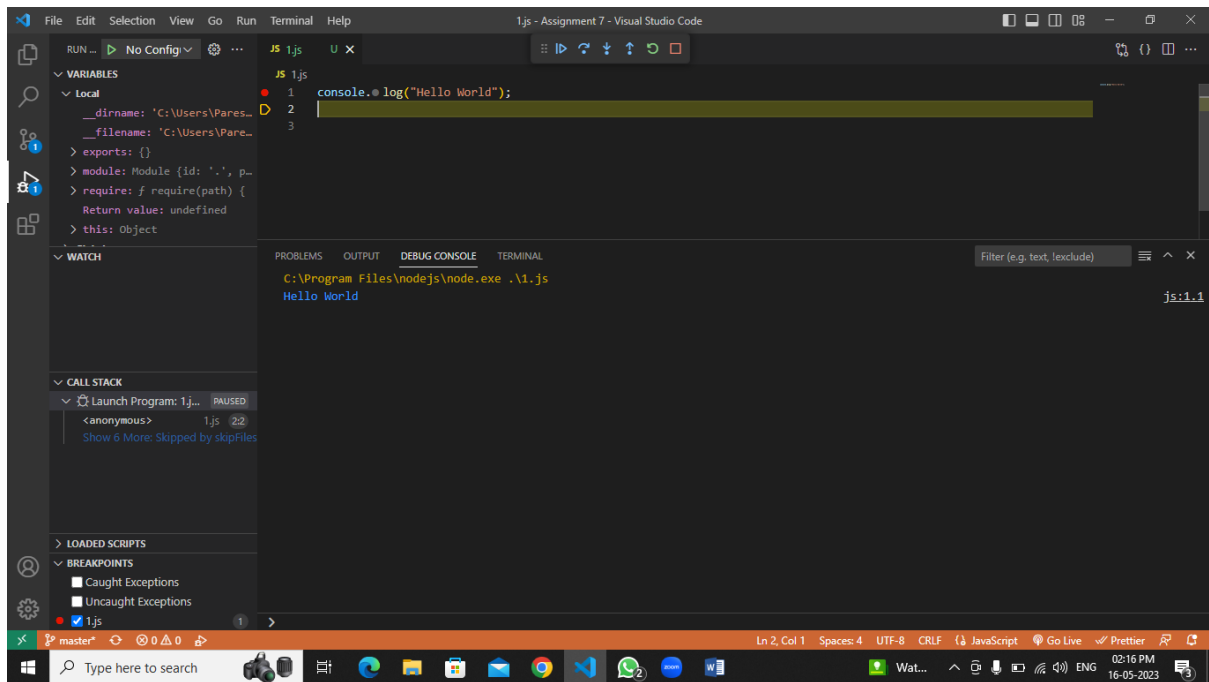 File Edit Selection View Go Run Terminal Help 1.js - Assignment 7 - Visual Studio Code
RUN ... No Config JS 1.js U
VARIABLES
JS 1.js
Local
__dirname: 'C:\Users\Pares…
__filename: 'C:\Users\Pare…
exports: {}
module: Module {id: '.', p…
require: ƒ require(path) {
Return value: undefined
this: Object
1 console.log("Hello World");
2
3
WATCH
PROBLEMS OUTPUT DEBUG CONSOLE TERMINAL Filter (e.g. text, !exclude)
C:\Program Files\nodejs\node.exe .\1.js
Hello World js:1.1
CALL STACK
Launch Program: 1.j... PAUSED
<anonymous> 1.js 2:2
Show 6 More: Skipped by skipFiles
LOADED SCRIPTS
BREAKPOINTS
Caught Exceptions
Uncaught Exceptions
1.js 1
master* 0 0 Ln 2, Col 1 Spaces: 4 UTF-8 CRLF JavaScript Go Live Prettier
Type here to search zoom 2 W Wat... ENG 02:16 PM
16-05-2023 3